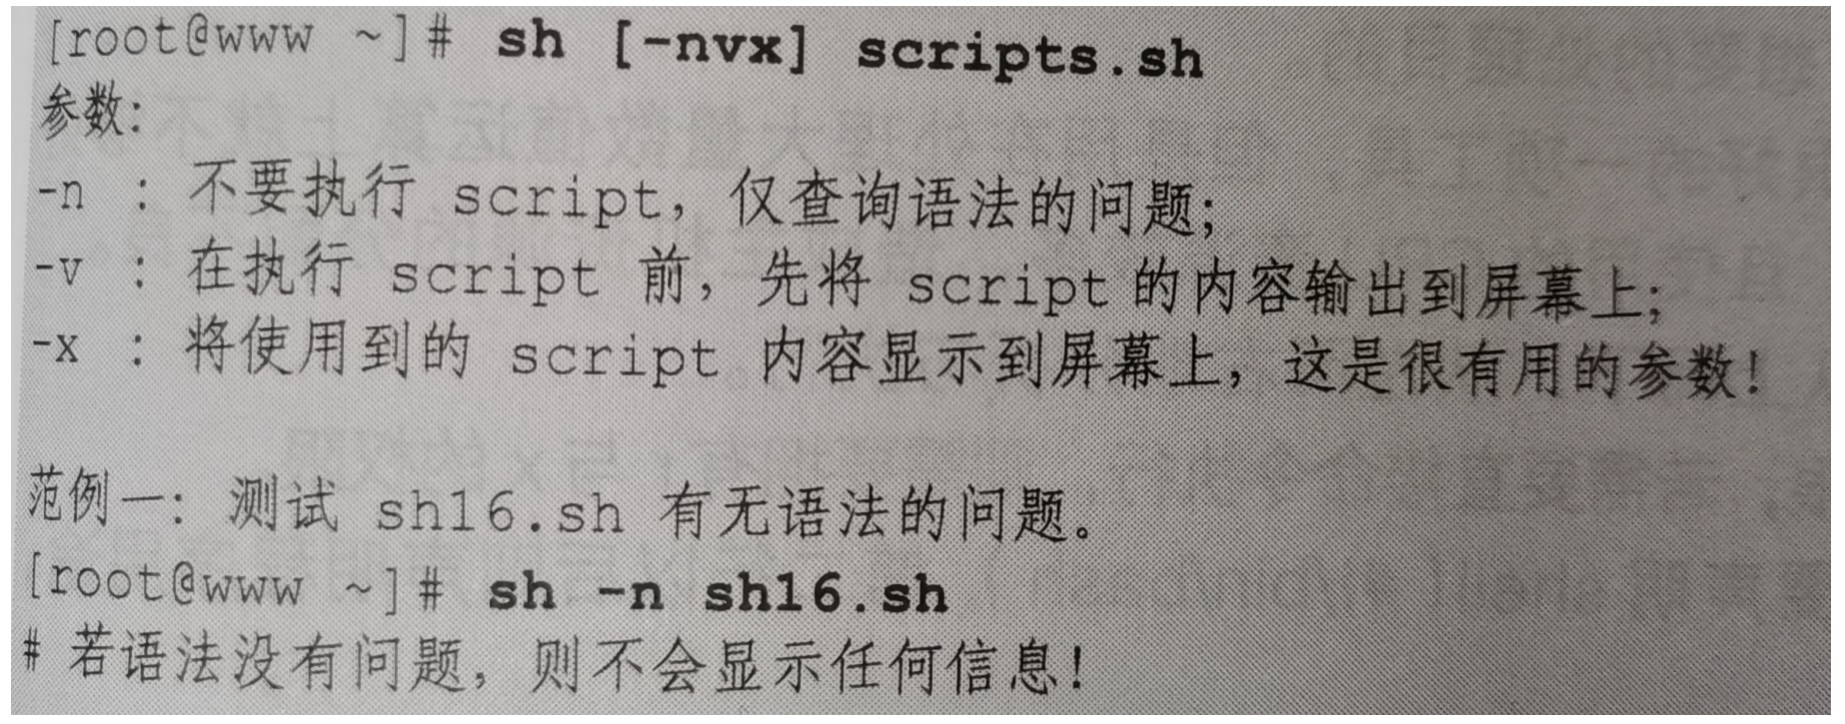 [root@www ~]# sh [-nvx] scripts.sh
参数：
-n : 不要执行 script，仅查询语法的问题；
-v : 在执行 script 前，先将 script 的内容输出到屏幕上；
-x : 将使用到的 script 内容显示到屏幕上，这是很有用的参数！
范例一：测试 sh16.sh 有无语法的问题。
[root@www ~]# sh -n sh16.sh
# 若语法没有问题，则不会显示任何信息！